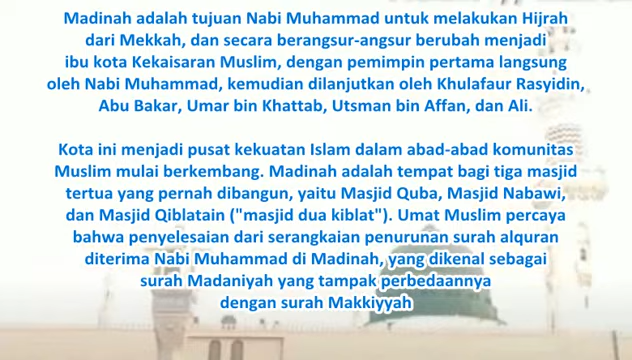 Madinah adalah tujuan Nabi Muhammad untuk melakukan Hijrah
dari Mekkah, dan secara berangsur-angsur berubah menjadi
ibu kota Kekaisaran Muslim, dengan pemimpin pertama langsung
oleh Nabi Muhammad, kemudian dilanjutkan oleh Khulafaur Rasyidin,
Abu Bakar, Umar bin Khattab, Utsman bin Affan, dan Ali.
Kota ini menjadi pusat kekuatan Islam dalam abad-abad komunitas
Muslim mulai berkembang. Madinah adalah tempat bagi tiga masjid
tertua yang pernah dibangun, yaitu Masjid Quba, Masjid Nabawi,
dan Masjid Qiblatain ("masjid dua kiblat"). Umat Muslim percaya
bahwa penyelesaian dari serangkaian penurunan surah alquran
diterima Nabi Muhammad di Madinah, yang dikenal sebagai
surah Madaniyah yang tampak perbedaannya
dengan surah Makkiyyah